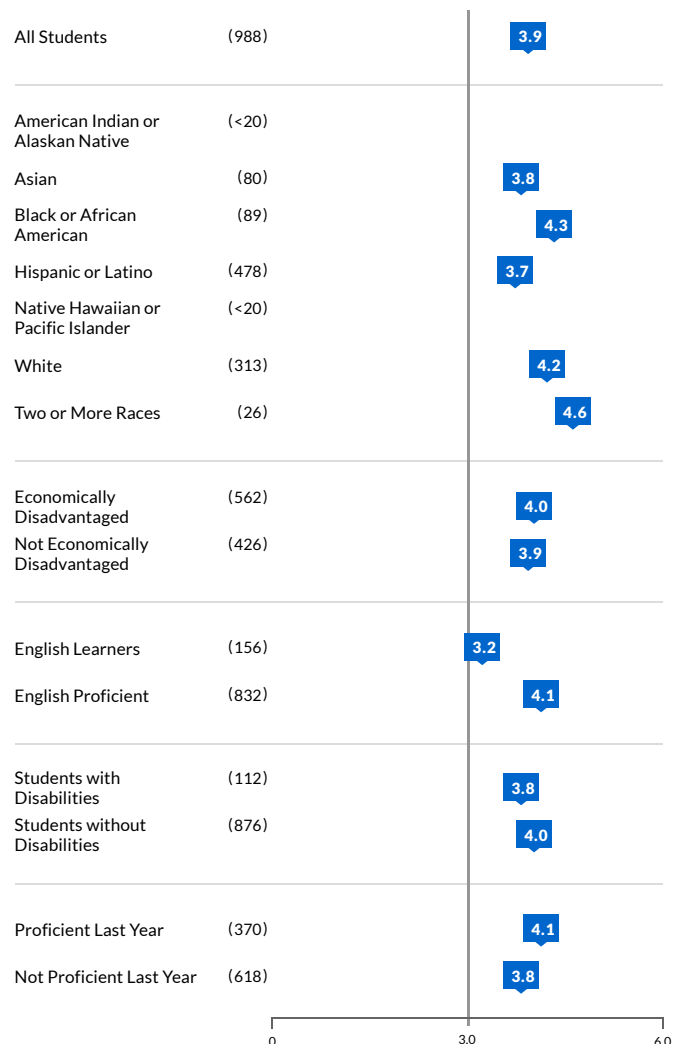 All Students (988) 3.9
American Indian or (<20)
Alaskan Native
Asian (80) 3.8
Black or African (89) 4.3
American
Hispanic or Latino (478) 3.7
Native Hawaiian or (<20)
Pacific Islander
White (313) 4.2
Two or More Races (26) 4.6
Economically (562) 4.0
Disadvantaged
Not Economically (426) 3.9
Disadvantaged
English Learners (156) 3.2
English Proficient (832) 4.1
Students with (112) 3.8
Disabilities
Students without (876) 4.0
Disabilities
Proficient Last Year (370) 4.1
Not Proficient Last Year (618) 3.8
0 3.0 6.0